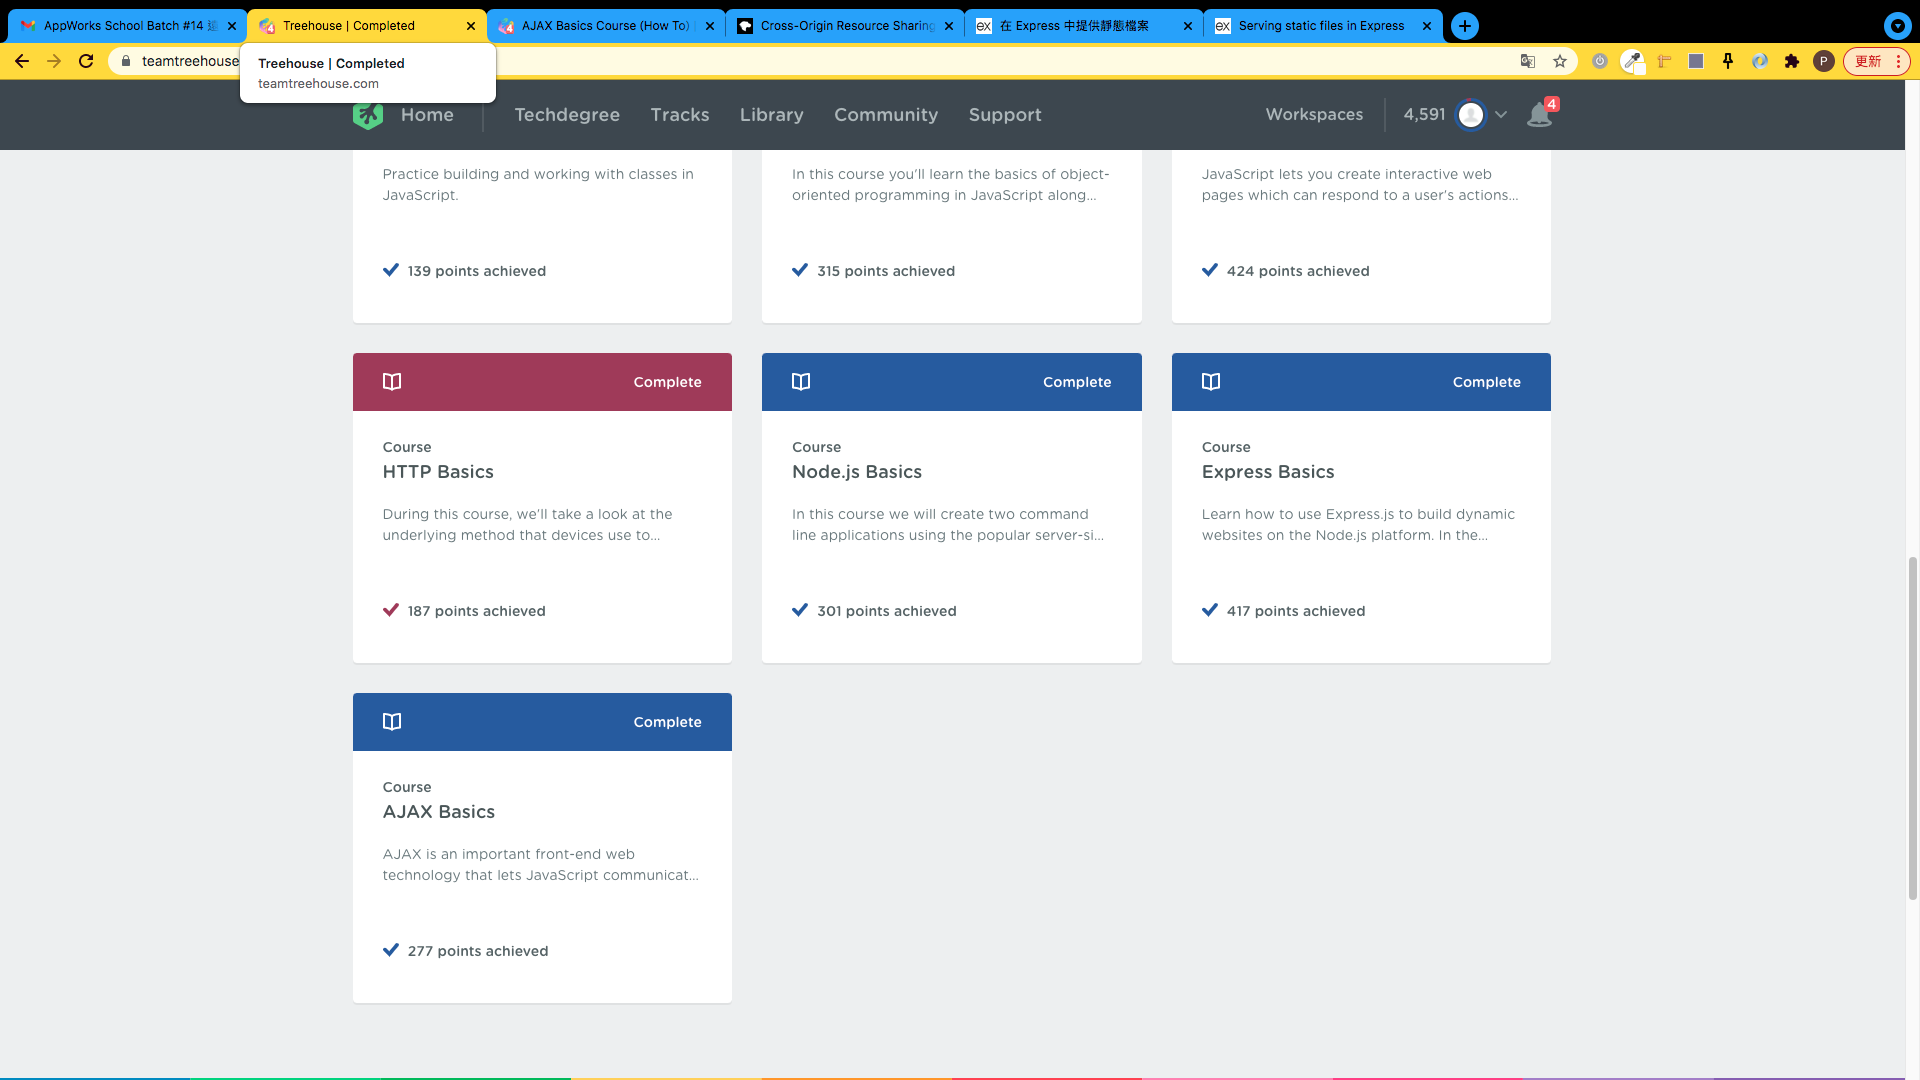 AppWorks School Batch #14
Treehouse | Completed
AJAX Basics Course (How To)
Cross-Origin Resource Sharing
ex 在 Express 中提供靜態檔案
ex Serving static files in Express
teamtreehouse
P
更新
Treehouse | Completed
teamtreehouse.com
Home
Techdegree
Tracks
Library
Community
Support
Workspaces
4,591
4
Practice building and working with classes in
JavaScript.
139 points achieved
In this course you'll learn the basics of object-
oriented programming in JavaScript along...
315 points achieved
JavaScript lets you create interactive web
pages which can respond to a user's actions...
424 points achieved
Complete
Course
HTTP Basics
During this course, we'll take a look at the
underlying method that devices use to...
187 points achieved
Complete
Course
Node.js Basics
In this course we will create two command
line applications using the popular server-si...
301 points achieved
Complete
Course
Express Basics
Learn how to use Express.js to build dynamic
websites on the Node.js platform. In the...
417 points achieved
Complete
Course
AJAX Basics
AJAX is an important front-end web
technology that lets JavaScript communicat...
277 points achieved